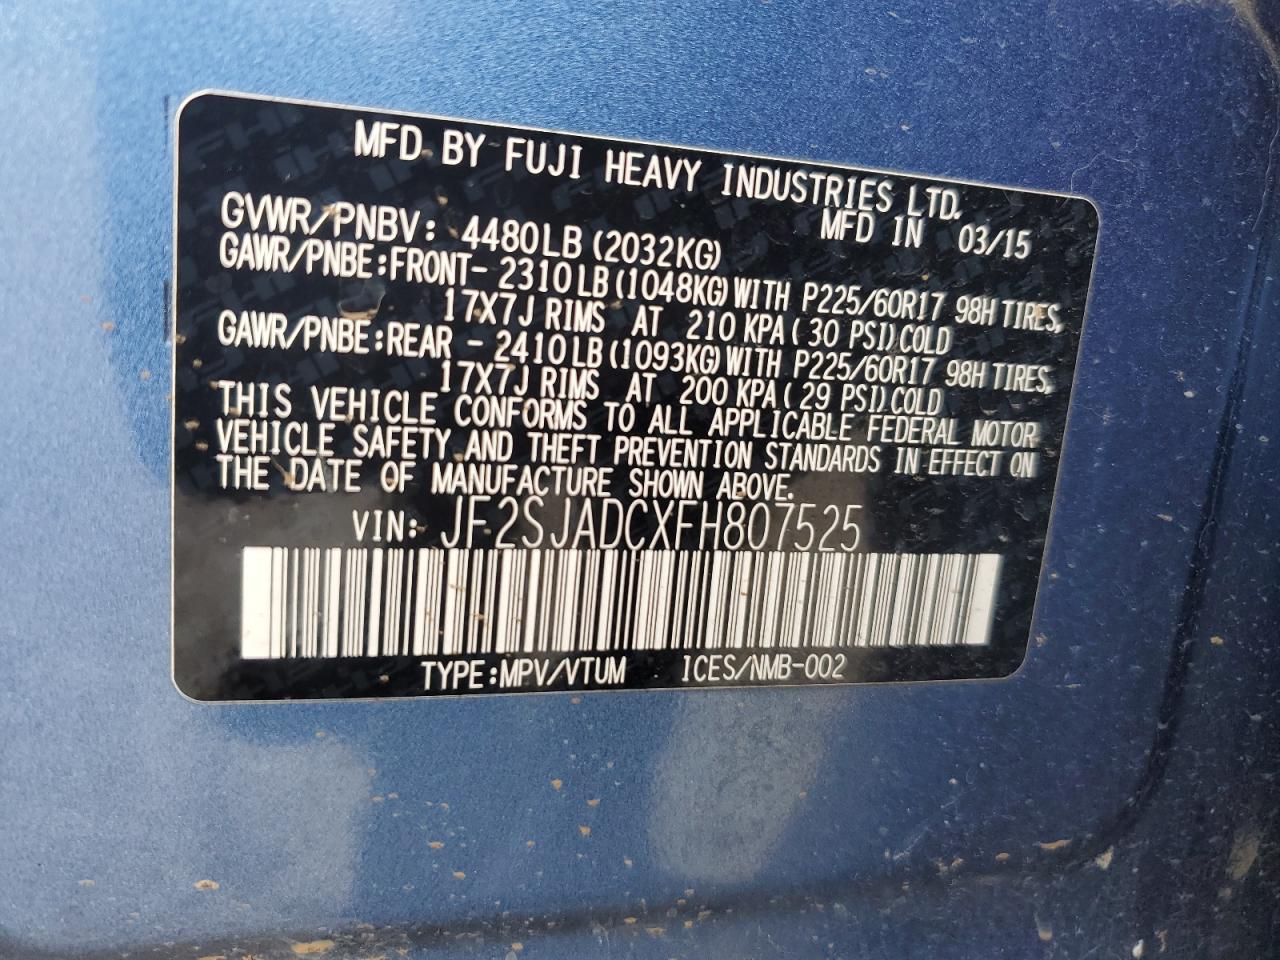 MFD BY FUJI HEAVY INDUSTRIES LTD.
MFD IN 03/15
GVWR/PNBV: 4480LB (2032KG)
GAWR/PNBE:FRONT- 2310LB (1048KG) WITH P225/60R17 98H TIRES,
17X7J RIMS AT 210 KPA( 30 PSI) COLD
GAWR/PNBE:REAR - 2410LB (1093KG) WITH P225/60R17 98H TIRES,
17X7J RIMS AT 200 KPA( 29 PSI) COLD
THIS VEHICLE CONFORMS TO ALL APPLICABLE FEDERAL MOTOR
VEHICLE SAFETY AND THEFT PREVENTION STANDARDS IN EFFECT ON
THE DATE OF MANUFACTURE SHOWN ABOVE.
VIN: JF2SJADCXFH807525
TYPE:MPV/VTUM ICES/NMB-002